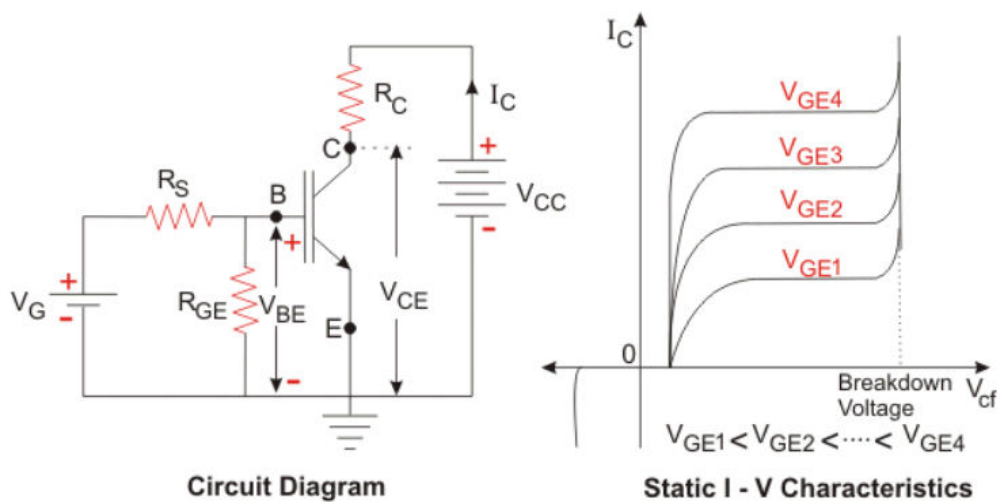 R_C
I_C
C
+
R_S
B
+
V_CC
-
+
V_G
-
R_GE
V_BE
V_CE
E
-
Circuit Diagram
I_C
V_GE4
V_GE3
V_GE2
V_GE1
0
Breakdown
Voltage
V_cf
V_GE1 < V_GE2 < ···· < V_GE4
Static I - V Characteristics